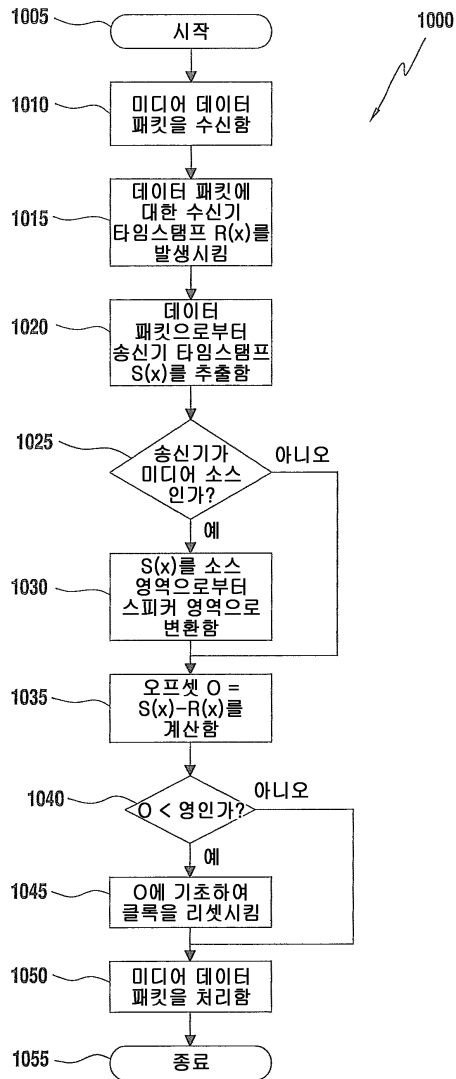 1005
시작
1000
1010
미디어 데이터
패킷을 수신함
1015
데이터 패킷에
대한 수신기
타임스탬프 R(x)를
발생시킴
1020
데이터
패킷으로부터
송신기 타임스탬프
S(x)를 추출함
1025
송신기가
미디어 소스
인가?
아니오
예
1030
S(x)를 소스
영역으로부터
스피커 영역으로
변환함
1035
오프셋 O =
S(x)-R(x)를
계산함
1040
O < 영인가?
아니오
예
1045
O에 기초하여
클록을 리셋시킴
1050
미디어 데이터
패킷을 처리함
1055
종료